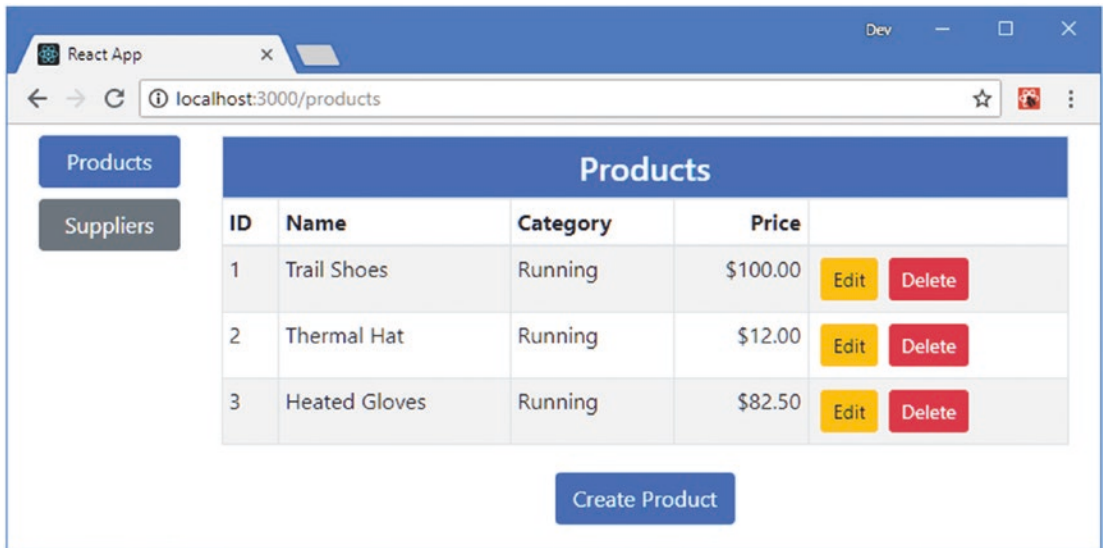 Dev
React App
localhost:3000/products
Products
Suppliers
Products
ID Name Category Price
1 Trail Shoes Running $100.00 Edit Delete
2 Thermal Hat Running $12.00 Edit Delete
3 Heated Gloves Running $82.50 Edit Delete
Create Product